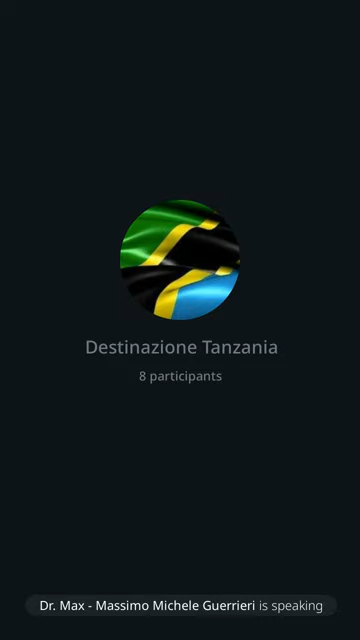 Destinazione Tanzania
8 participants
Dr. Max - Massimo Michele Guerrieri is speaking